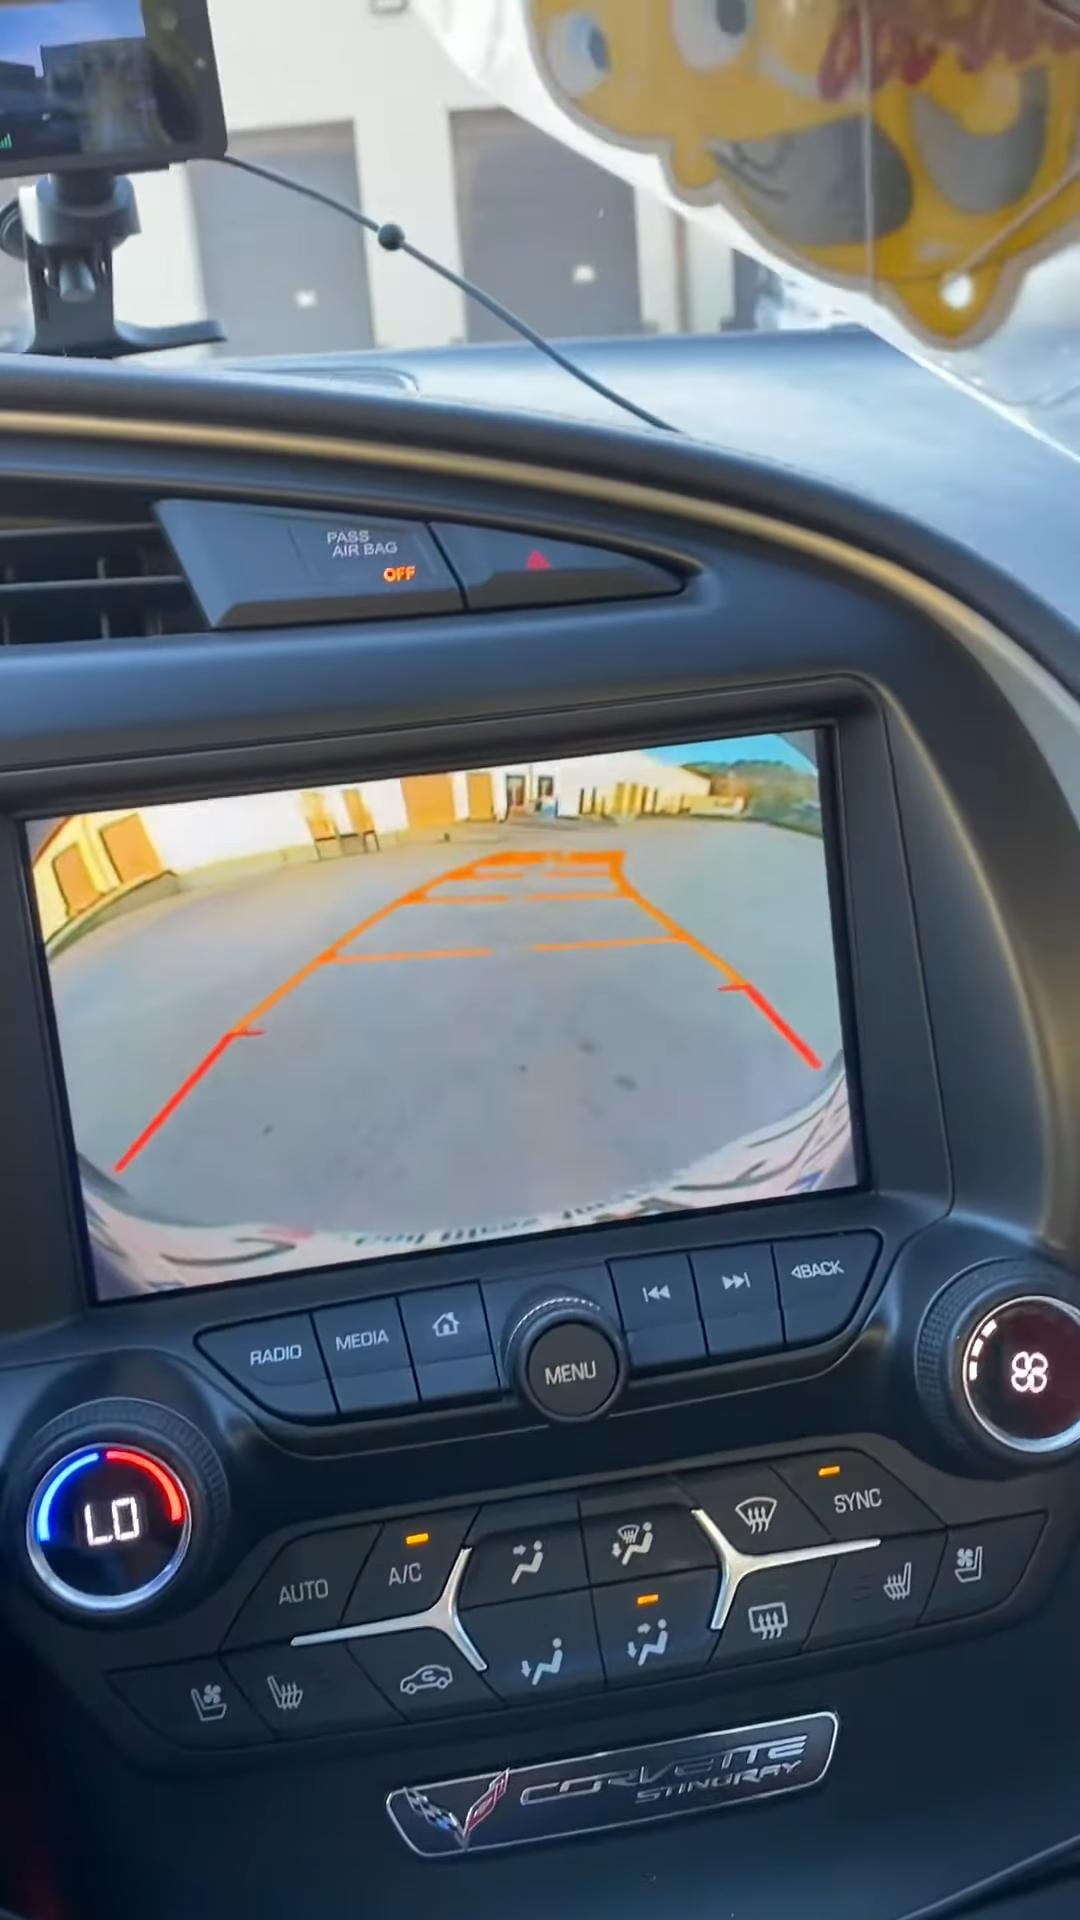 PASS
AIR BAG
OFF
RADIO
MEDIA
MENU
BACK
LO
AUTO
A/C
SYNC
CORVETTE
STINGRAY